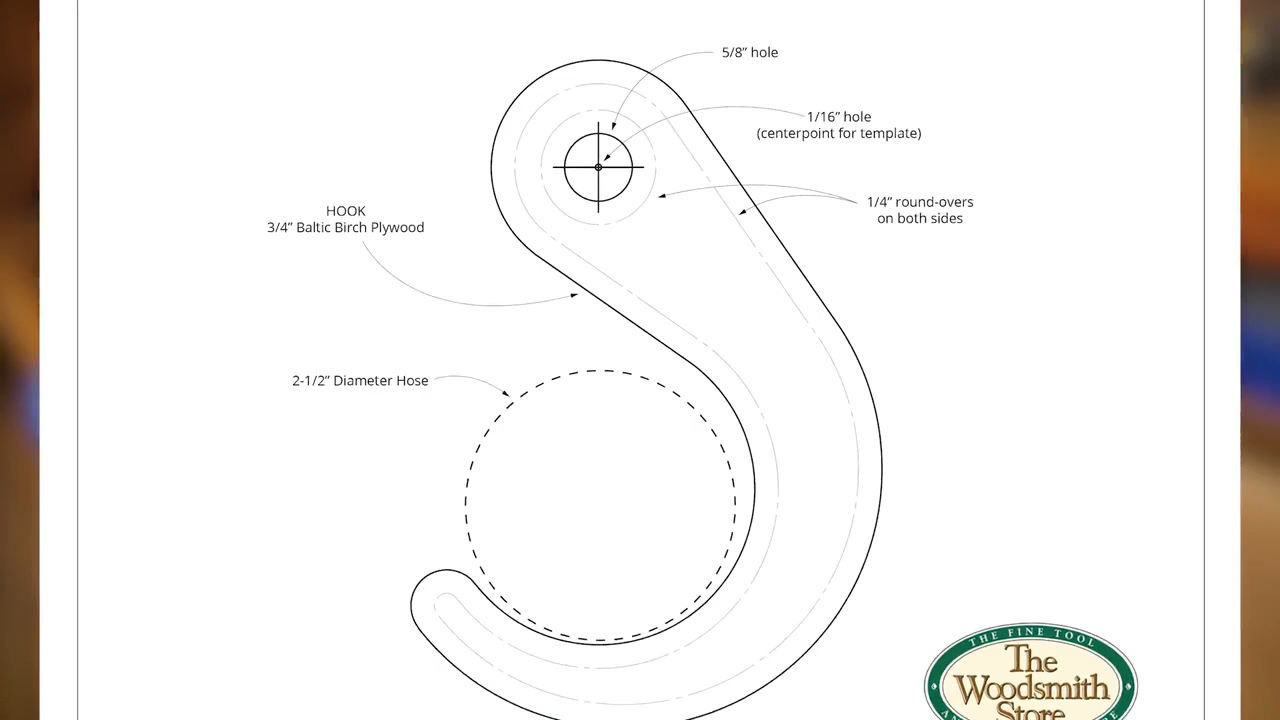 5/8” hole
1/16” hole
(centerpoint for template)
1/4” round-overs
on both sides
HOOK
3/4” Baltic Birch Plywood
2-1/2” Diameter Hose
THE FINE TOOL
The
Woodsmith
Store